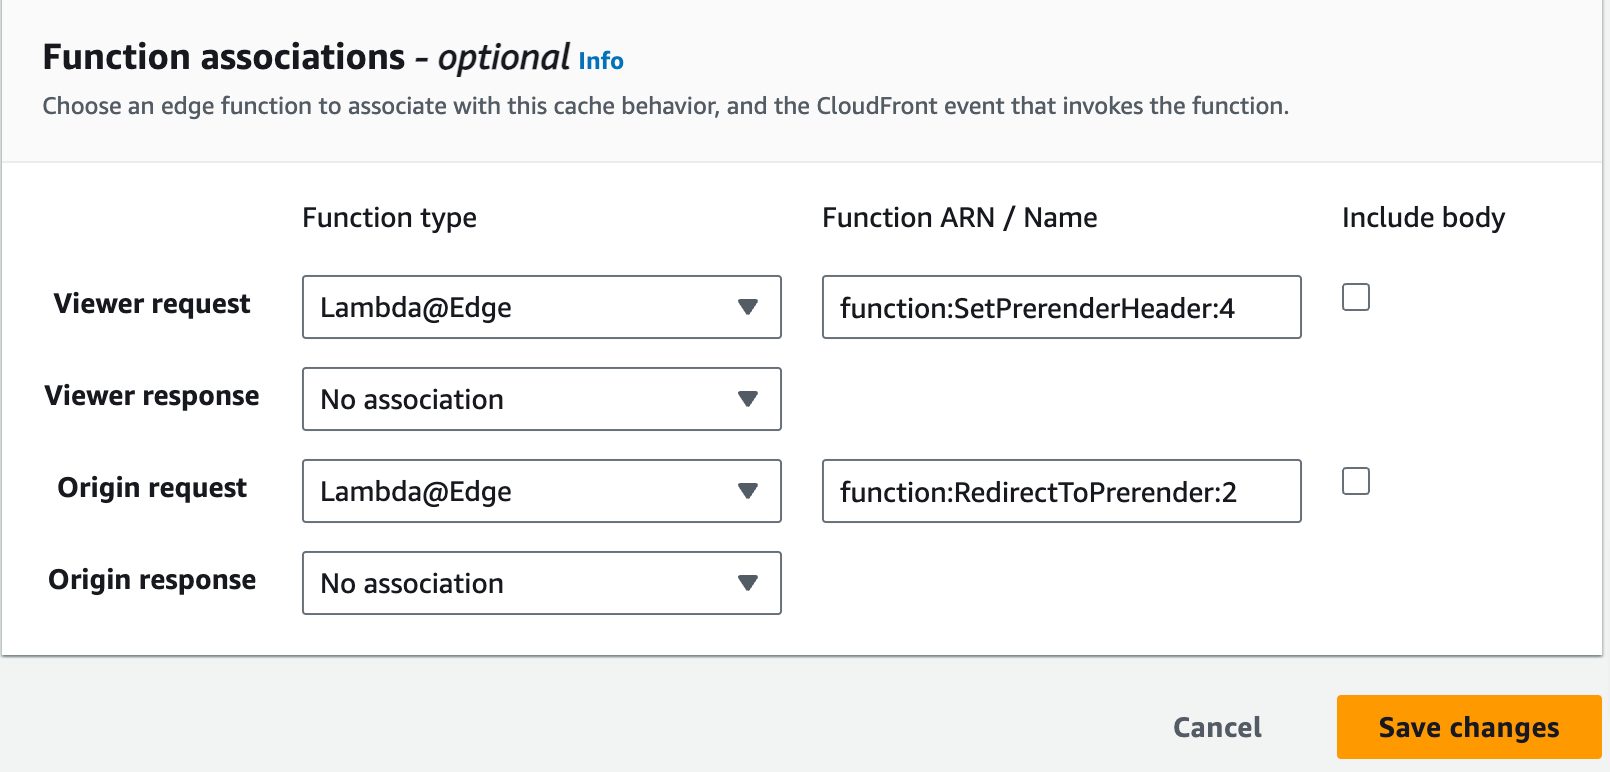 Function associations - optional Info
Choose an edge function to associate with this cache behavior, and the CloudFront event that invokes the function.
Function type Function ARN / Name Include body
Viewer request Lambda@Edge function:SetPrerenderHeader:4
Viewer response No association
Origin request Lambda@Edge function:RedirectToPrerender:2
Origin response No association
Cancel Save changes